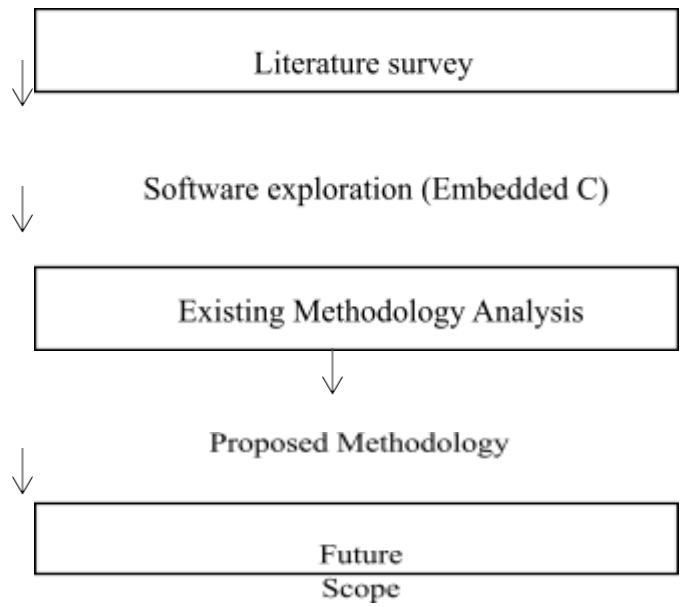 Literature survey
Software exploration (Embedded C)
Existing Methodology Analysis
Proposed Methodology
Future
Scope